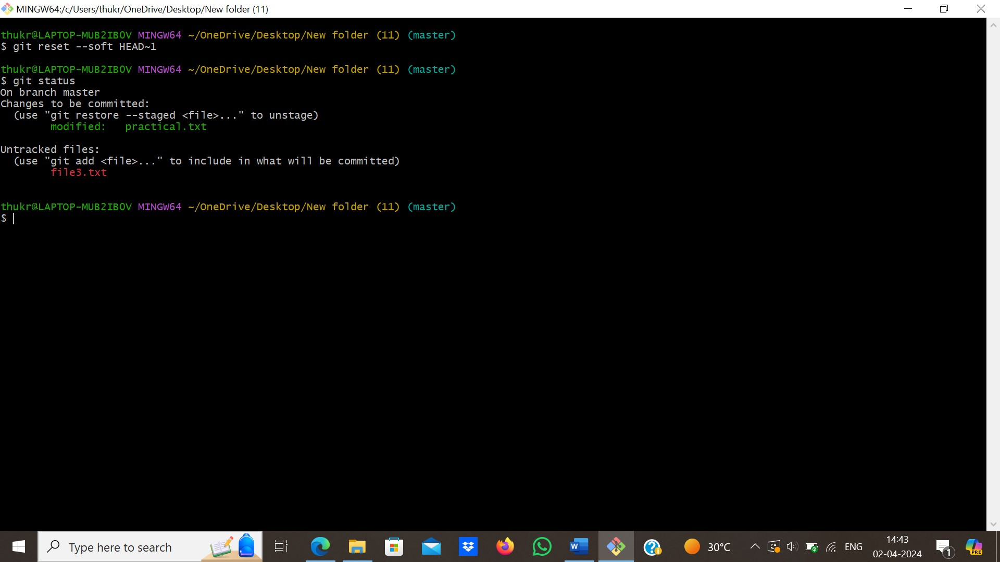 MINGW64:/c/Users/thukr/OneDrive/Desktop/New folder (11)
thukr@LAPTOP-MUB2IBOV MINGW64 ~/OneDrive/Desktop/New folder (11) (master)
$ git reset --soft HEAD~1
thukr@LAPTOP-MUB2IBOV MINGW64 ~/OneDrive/Desktop/New folder (11) (master)
$ git status
On branch master
Changes to be committed:
  (use "git restore --staged <file>..." to unstage)
        modified:   practical.txt
Untracked files:
  (use "git add <file>..." to include in what will be committed)
        file3.txt
thukr@LAPTOP-MUB2IBOV MINGW64 ~/OneDrive/Desktop/New folder (11) (master)
$
Type here to search
W
30°C
ENG
14:43
02-04-2024
1
PRE